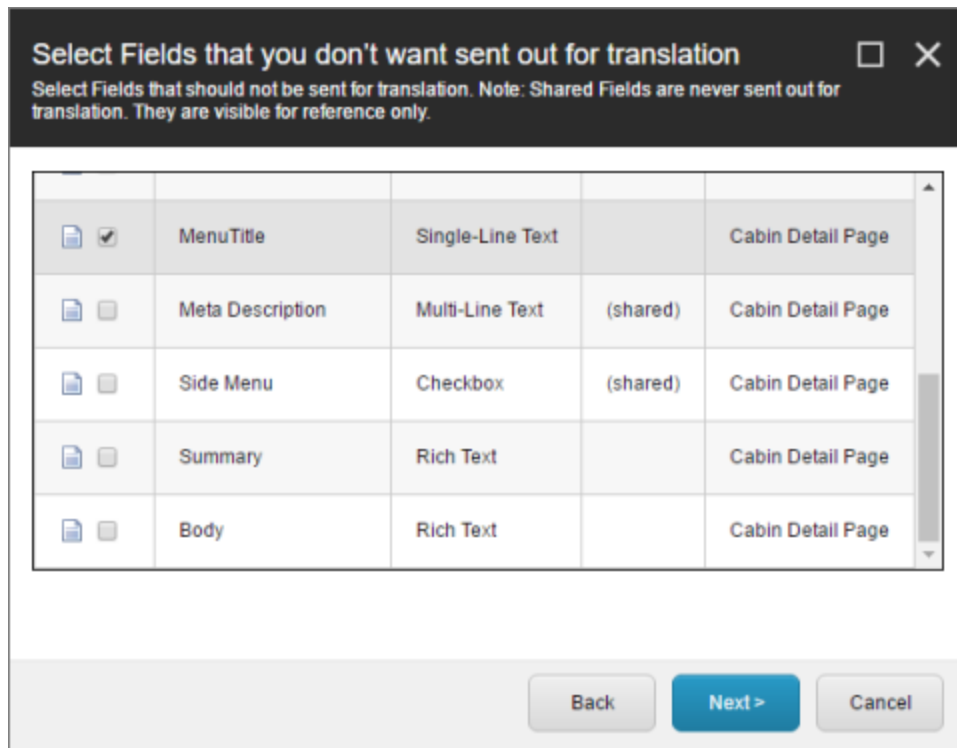 Select Fields that you don't want sent out for translation
Select Fields that should not be sent for translation. Note: Shared Fields are never sent out for
translation. They are visible for reference only.
MenuTitle Single-Line Text Cabin Detail Page
Meta Description Multi-Line Text (shared) Cabin Detail Page
Side Menu Checkbox (shared) Cabin Detail Page
Summary Rich Text Cabin Detail Page
Body Rich Text Cabin Detail Page
Back Next > Cancel